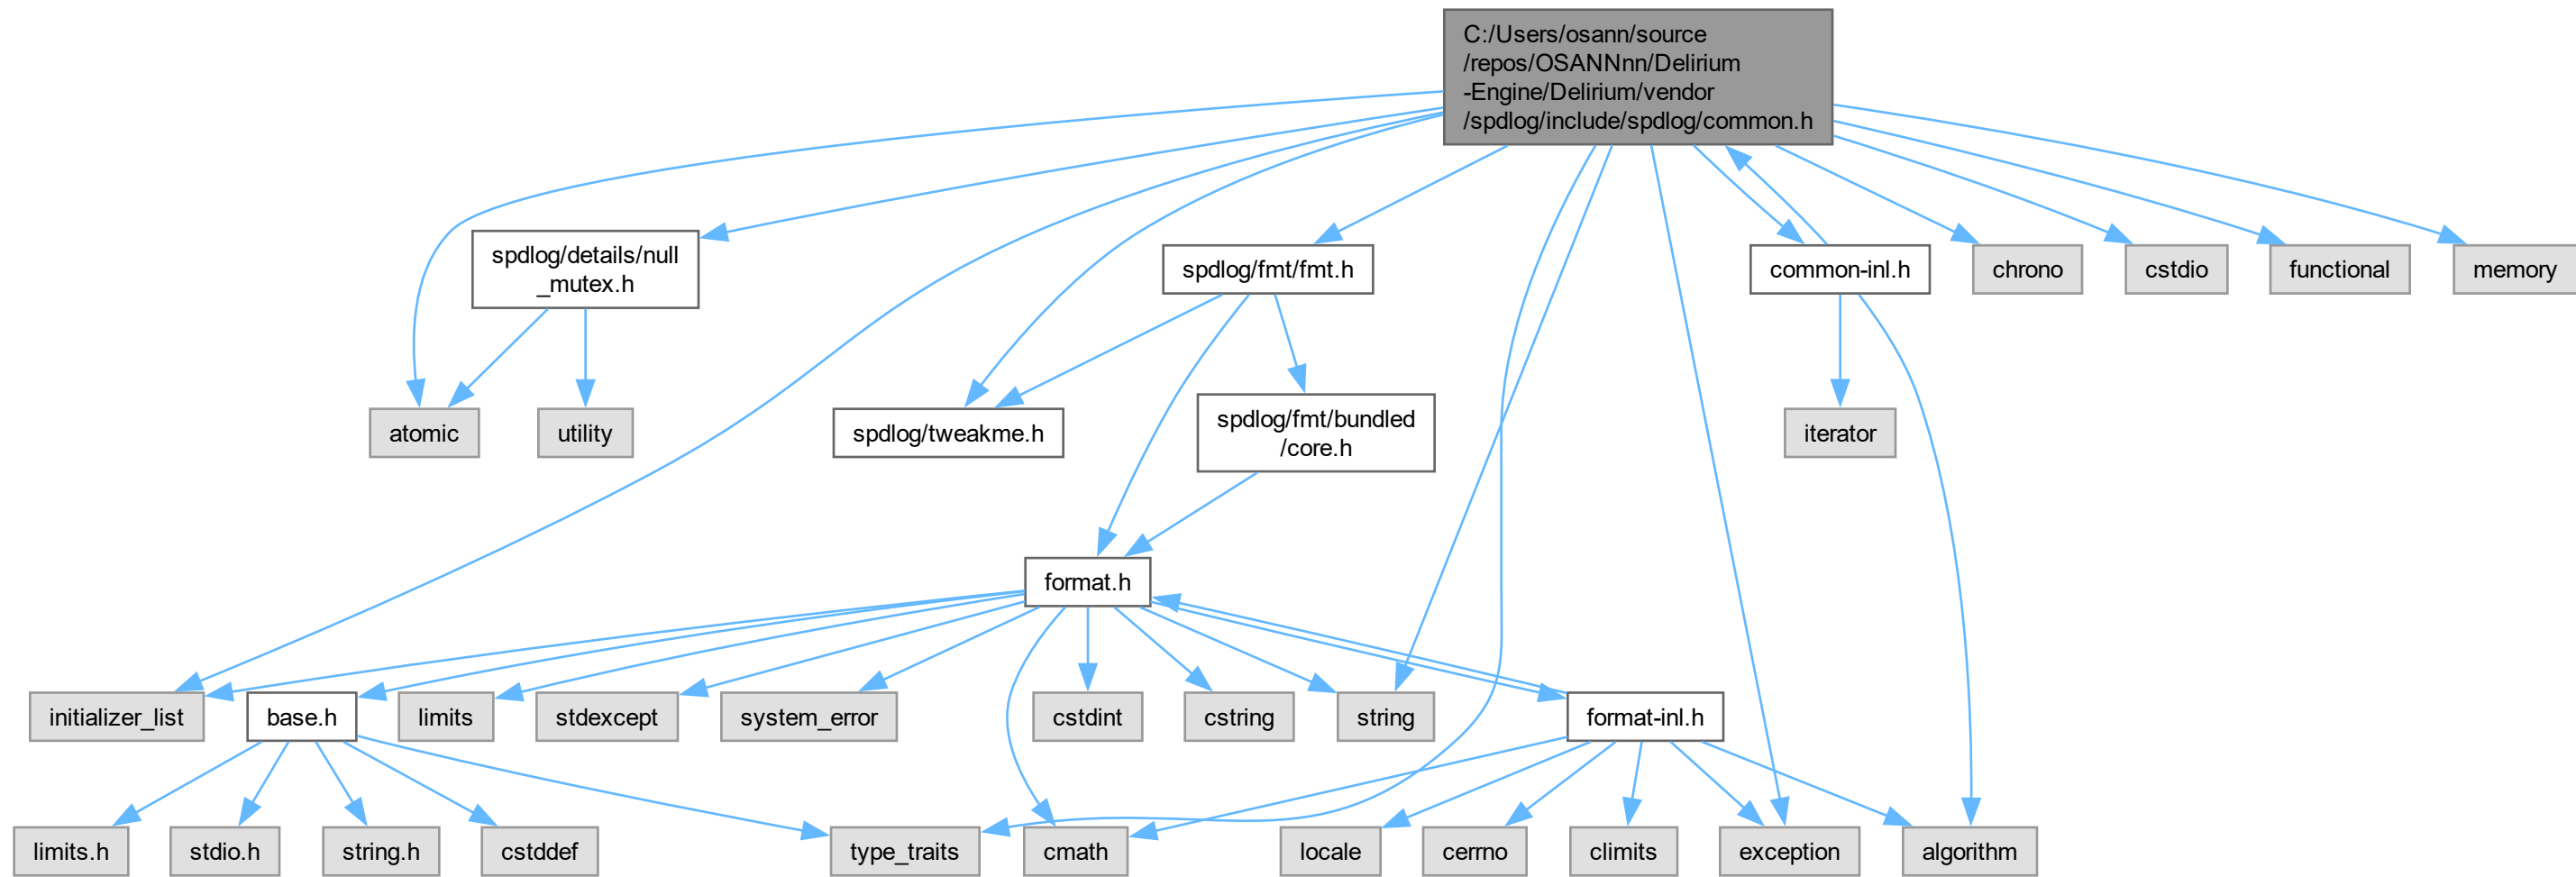 C:/Users/osann/source
/repos/OSANNnn/Delirium
-Engine/Delirium/vendor
/spdlog/include/spdlog/common.h
spdlog/details/null
_mutex.h
spdlog/fmt/fmt.h
common-inl.h
chrono
cstdio
functional
memory
atomic
utility
spdlog/tweakme.h
spdlog/fmt/bundled
/core.h
iterator
format.h
initializer_list
base.h
limits
stdexcept
system_error
cstdint
cstring
string
format-inl.h
limits.h
stdio.h
string.h
cstddef
type_traits
cmath
locale
cerrno
climits
exception
algorithm